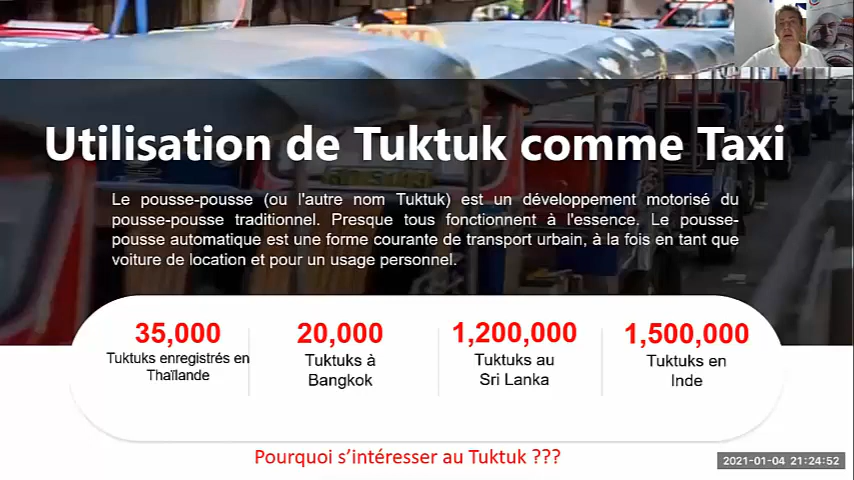 TAXI
Utilisation de Tuktuk comme Taxi
Le pousse-pousse (ou l'autre nom Tuktuk) est un développement motorisé du
pousse-pousse traditionnel. Presque tous fonctionnent à l'essence. Le pousse-
pousse automatique est une forme courante de transport urbain, à la fois en tant que
voiture de location et pour un usage personnel.
35,000
Tuktuks enregistrés en
Thaïlande
20,000
Tuktuks à
Bangkok
1,200,000
Tuktuks au
Sri Lanka
1,500,000
Tuktuks en
Inde
Pourquoi s'intéresser au Tuktuk ???
2021-01-04 21:24:52